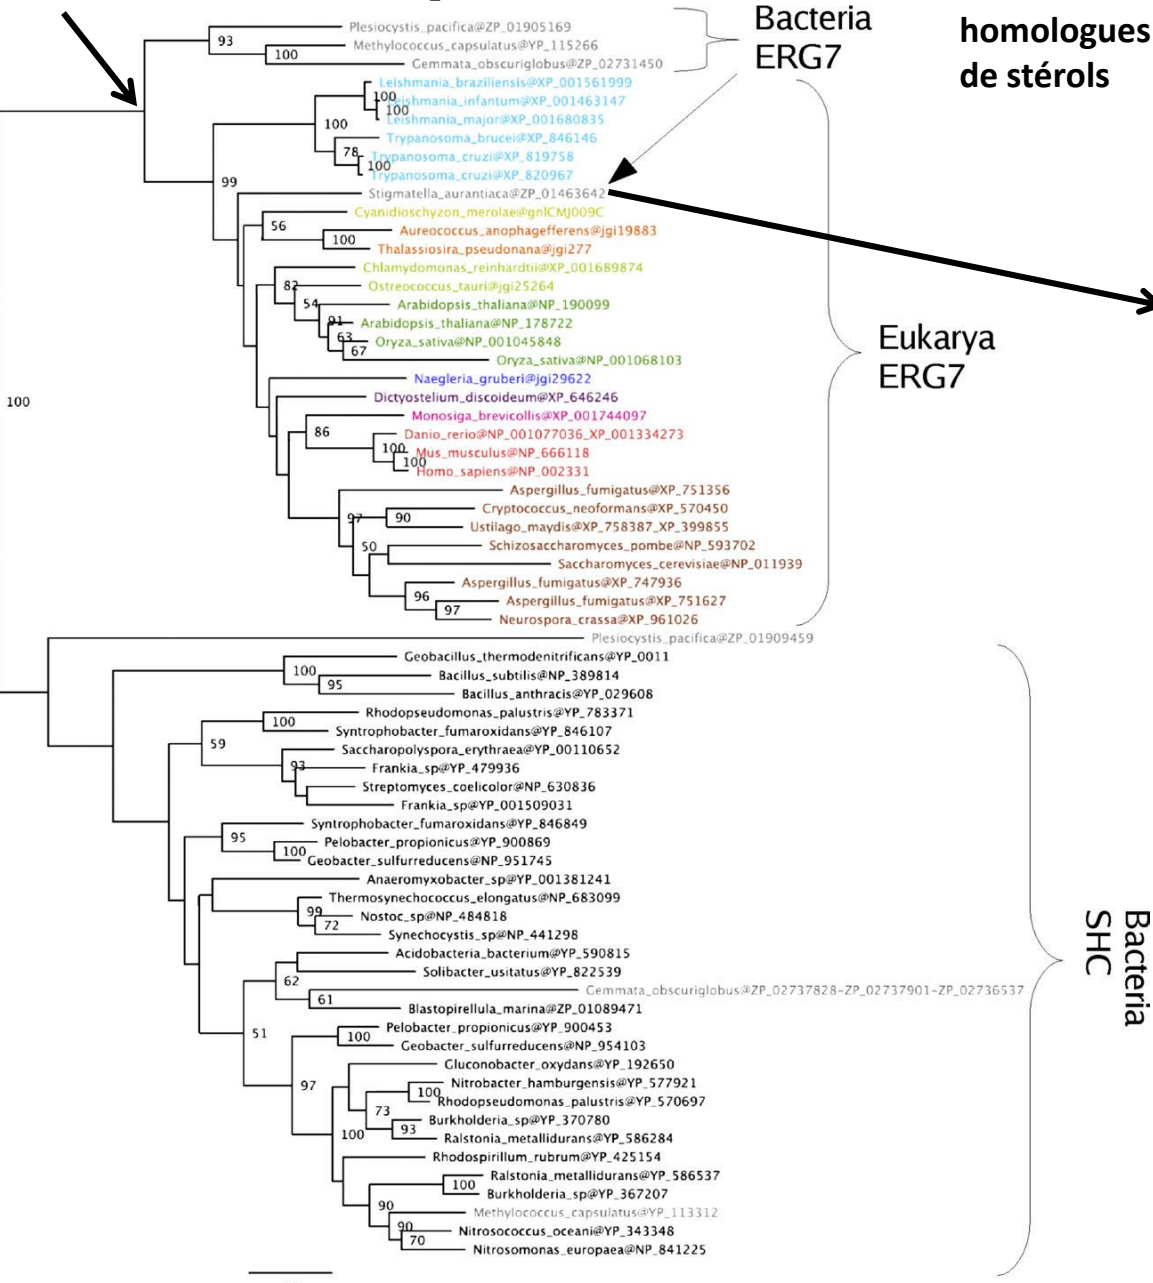 Bacteria
ERG7
homologues
de stérols
Plesiocystis_pacifica@ZP_01905169
93
Methylococcus_capsulatus@YP_115266
100
Gemmata_obscuriglobus@ZP_02731450
Leishmania_braziliensis@XP_001561999
100
Leishmania_infantum@XP_001463147
100
Leishmania_major@XP_001680835
100
Trypanosoma_brucei@XP_846146
78
Trypanosoma_cruzi@XP_819758
100
Trypanosoma_cruzi@XP_820967
99
Stigmatella_aurantiaca@ZP_01463642
Cyanidioschyzon_merolae@gnlCMJ009C
56
Aureococcus_anophagefferens@jgi19883
100
Thalassiosira_pseudonana@jgi277
Chlamydomonas_reinhardtii@XP_001689874
82
Ostreococcus_tauri@jgi25264
54
Arabidopsis_thaliana@NP_190099
91
Arabidopsis_thaliana@NP_178722
63
Oryza_sativa@NP_001045848
67
Oryza_sativa@NP_001068103
Eukarya
ERG7
Naegleria_gruberi@jgi29622
Dictyostelium_discoideum@XP_646246
100
Monosiga_brevicollis@XP_001744097
86
Danio_rerio@NP_001077036_XP_001334273
100
Mus_musculus@NP_666118
100
Homo_sapiens@NP_002331
Aspergillus_fumigatus@XP_751356
Cryptococcus_neoformans@XP_570450
97
90
Ustilago_maydis@XP_758387_XP_399855
Schizosaccharomyces_pombe@NP_593702
50
Saccharomyces_cerevisiae@NP_011939
Aspergillus_fumigatus@XP_747936
96
Aspergillus_fumigatus@XP_751627
97
Neurospora_crassa@XP_961026
Plesiocystis_pacifica@ZP_01909459
Geobacillus_thermodenitrificans@YP_0011
100
Bacillus_subtilis@NP_389814
95
Bacillus_anthracis@YP_029608
Rhodopseudomonas_palustris@YP_783371
100
Syntrophobacter_fumaroxidans@YP_846107
59
Saccharopolyspora_erythraea@YP_00110652
93
Frankia_sp@YP_479936
Streptomyces_coelicolor@NP_630836
Frankia_sp@YP_001509031
Syntrophobacter_fumaroxidans@YP_846849
95
Pelobacter_propionicus@YP_900869
100
Geobacter_sulfurreducens@NP_951745
Anaeromyxobacter_sp@YP_001381241
Thermosynechococcus_elongatus@NP_683099
99
Nostoc_sp@NP_484818
72
Synechocystis_sp@NP_441298
Bacteria
SHC
Acidobacteria_bacterium@YP_590815
Solibacter_usitatus@YP_822539
62
Gemmata_obscuriglobus@ZP_02737828-ZP_02737901-ZP_02736537
61
Blastopirellula_marina@ZP_01089471
51
Pelobacter_propionicus@YP_900453
100
Geobacter_sulfurreducens@NP_954103
Gluconobacter_oxydans@YP_192650
97
Nitrobacter_hamburgensis@YP_577921
100
Rhodopseudomonas_palustris@YP_570697
73
Burkholderia_sp@YP_370780
93
100
Ralstonia_metallidurans@YP_586284
Rhodospirillum_rubrum@YP_425154
Ralstonia_metallidurans@YP_586537
100
Burkholderia_sp@YP_367207
90
Methylococcus_capsulatus@YP_113312
90
Nitrosococcus_oceani@YP_343348
70
Nitrosomonas_europaea@NP_841225